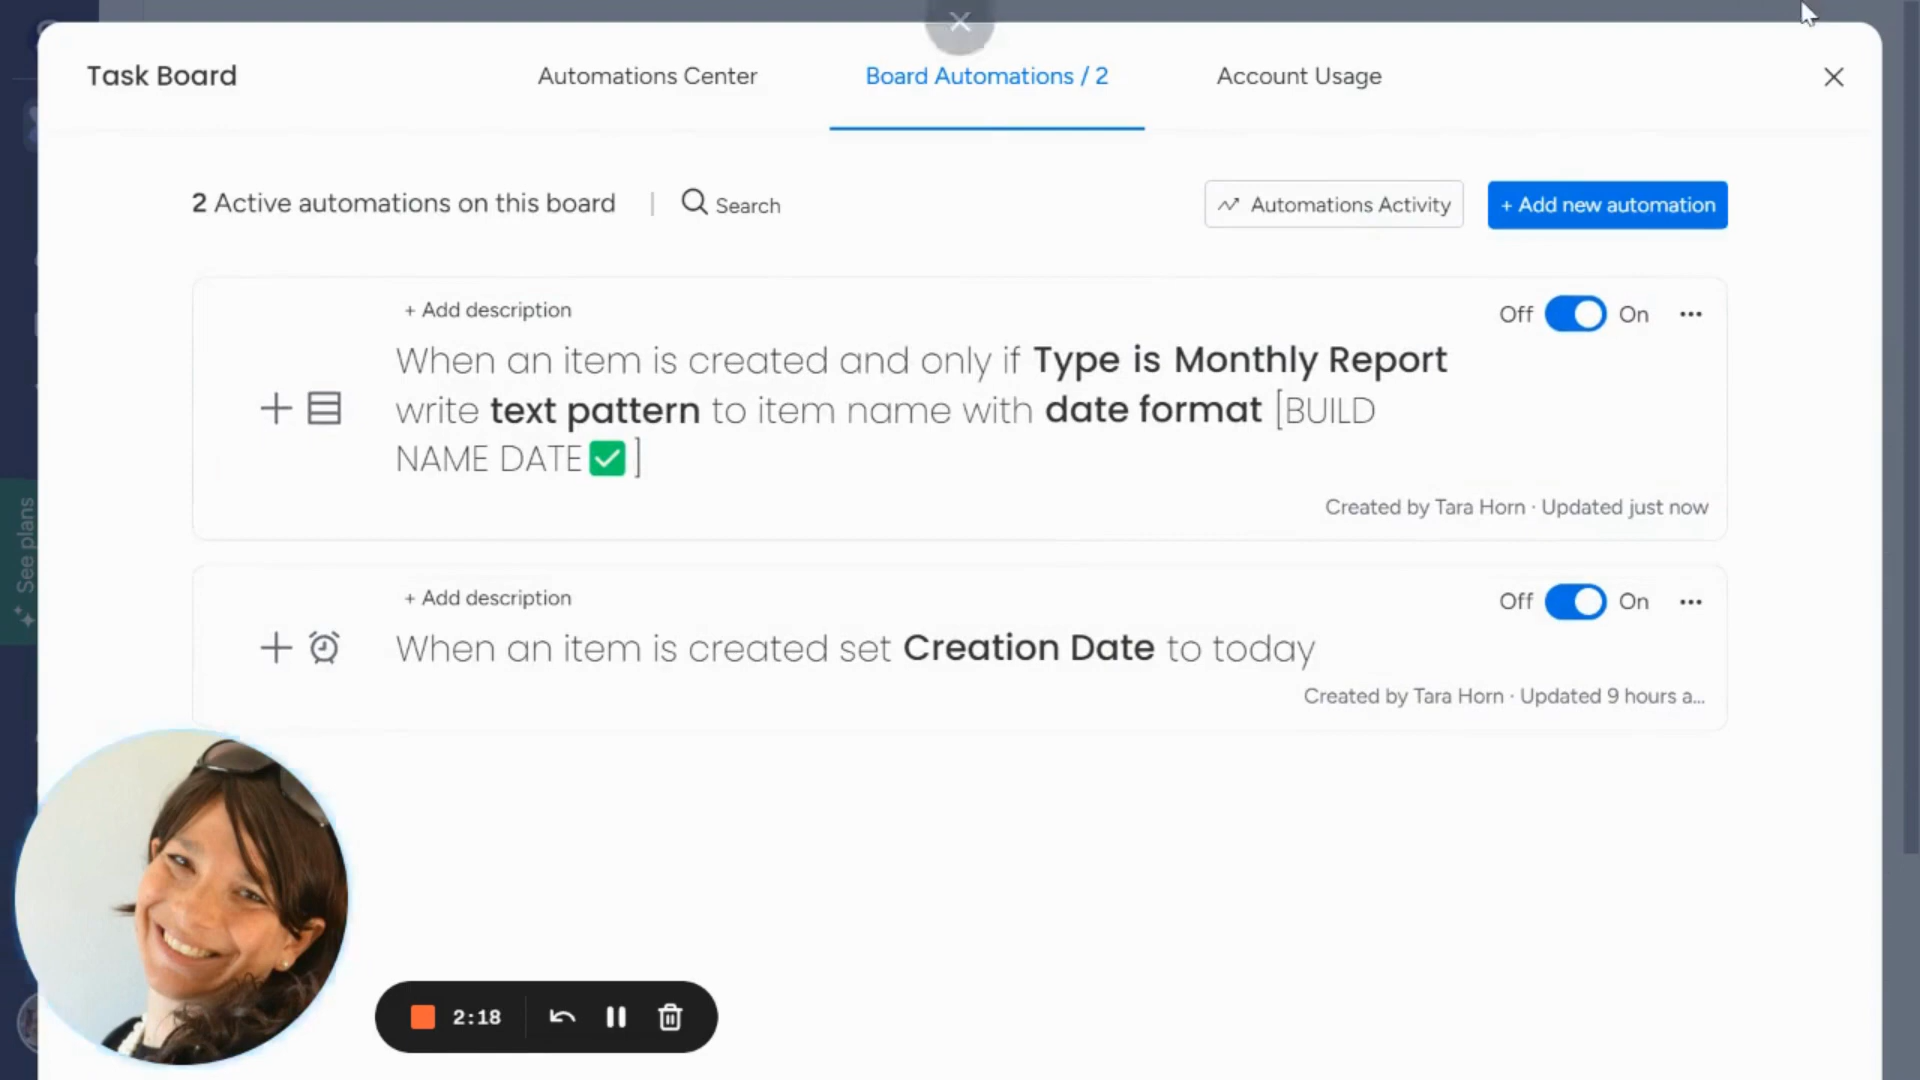 Task Board
Automations Center
Board Automations / 2
Account Usage
2 Active automations on this board
Search
Automations Activity
+ Add new automation
+ Add description
Off
On
When an item is created and only if Type is Monthly Report
write text pattern to item name with date format [BUILD
NAME DATE✅]
Created by Tara Horn · Updated just now
+ Add description
Off
On
When an item is created set Creation Date to today
Created by Tara Horn · Updated 9 hours a...
See plans
2:18